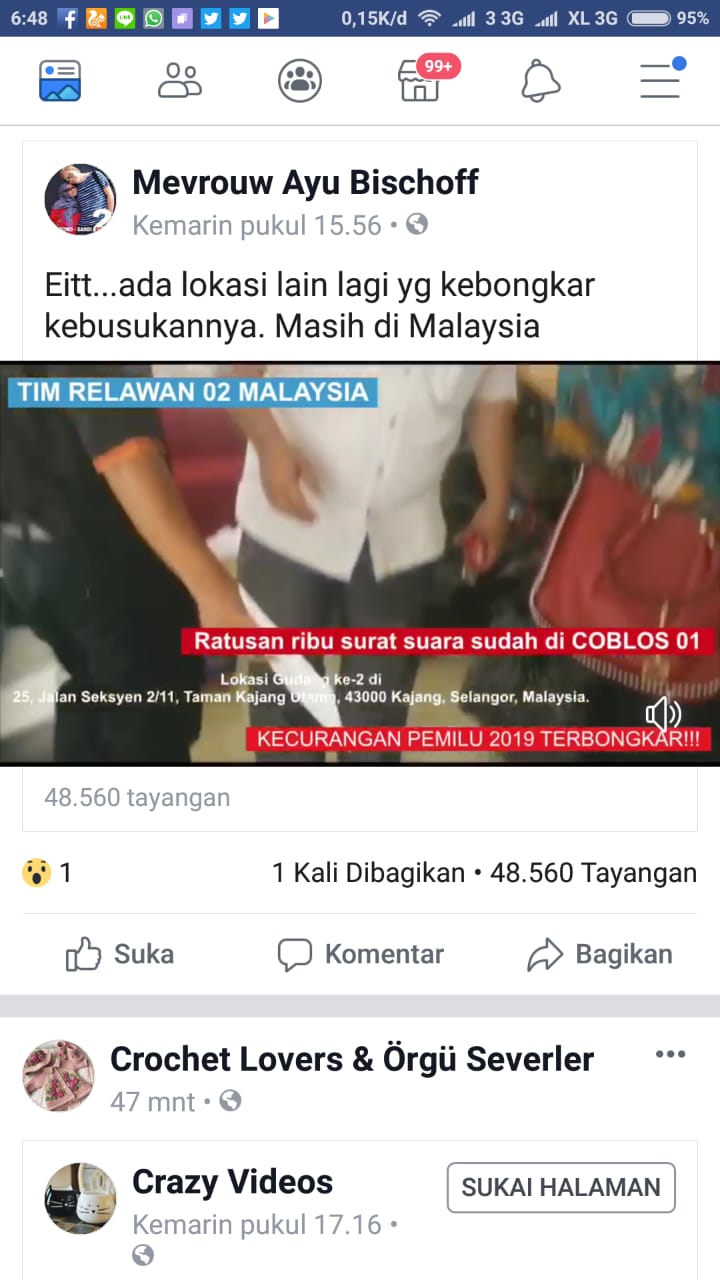 6:48
0,15K/d
3 3G
XL 3G
95%
99+
Mevrouw Ayu Bischoff
Kemarin pukul 15.56 •
Eitt...ada lokasi lain lagi yg kebongkar
kebusukannya. Masih di Malaysia
TIM RELAWAN 02 MALAYSIA
Ratusan ribu surat suara sudah di COBLOS 01
Lokasi Gudang ke-2 di
25, Jalan Seksyen 2/11, Taman Kajang Utama, 43000 Kajang, Selangor, Malaysia.
KECURANGAN PEMILU 2019 TERBONGKAR!!!
48.560 tayangan
1
1 Kali Dibagikan • 48.560 Tayangan
Suka
Komentar
Bagikan
Crochet Lovers & Örgü Severler
47 mnt •
Crazy Videos
Kemarin pukul 17.16 •
SUKAI HALAMAN